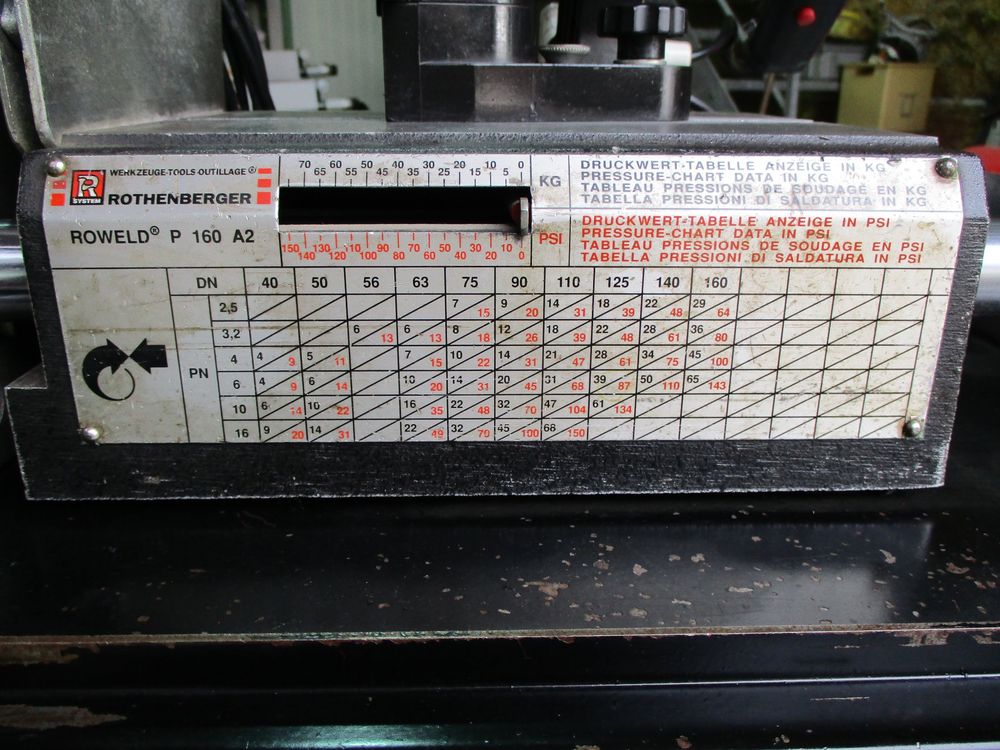 WERKZEUGE-TOOLS-OUTILLAGE®
R
SYSTEM
ROTHENBERGER
ROWELD® P 160 A2
70 60 50 40 30 20 10 0
65 55 45 35 25 15 5
KG
150 130 110 90 70 50 30 10
140 120 100 80 60 40 20 0
PSI
DRUCKWERT-TABELLE ANZEIGE IN KG
PRESSURE-CHART DATA IN KG
TABLEAU PRESSIONS DE SOUDAGE EN KG
TABELLA PRESSIONI DI SALDATURA IN KG
DRUCKWERT-TABELLE ANZEIGE IN PSI
PRESSURE-CHART DATA IN PSI
TABLEAU PRESSIONS DE SOUDAGE EN PSI
TABELLA PRESSIONI DI SALDATURA IN PSI
DN 40 50 56 63 75 90 110 125 140 160
PN
2,5 7 15 9 20 14 31 18 39 22 48 29 64
3,2 6 13 6 13 8 18 12 26 18 39 22 48 28 61 36 80
4 4 9 5 11 7 15 10 22 14 31 21 47 28 61 34 75 45 100
6 4 9 6 14 10 20 14 31 20 45 31 68 39 87 50 110 65 143
10 6 14 10 22 16 35 22 48 32 70 47 104 61 134
16 9 20 14 31 22 49 32 70 45 100 68 150